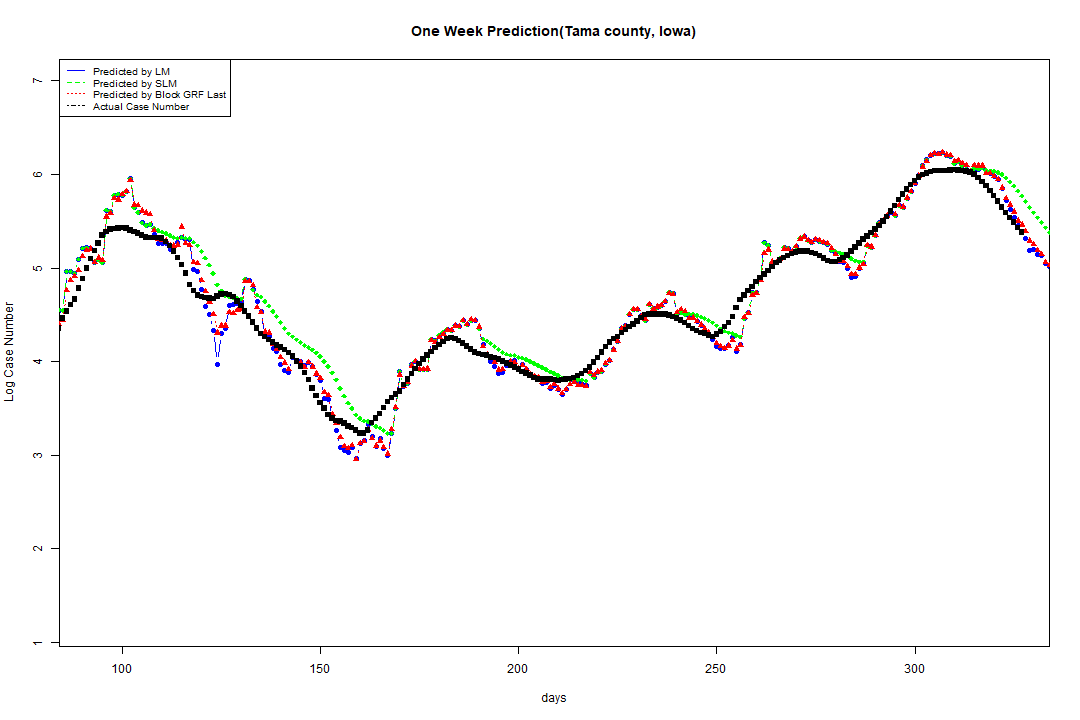 One Week Prediction(Tama county, Iowa)
Predicted by LM
Predicted by SLM
Predicted by Block GRF Last
Actual Case Number
7
6
5
4
3
2
1
Log Case Number
100 150 200 250 300
days